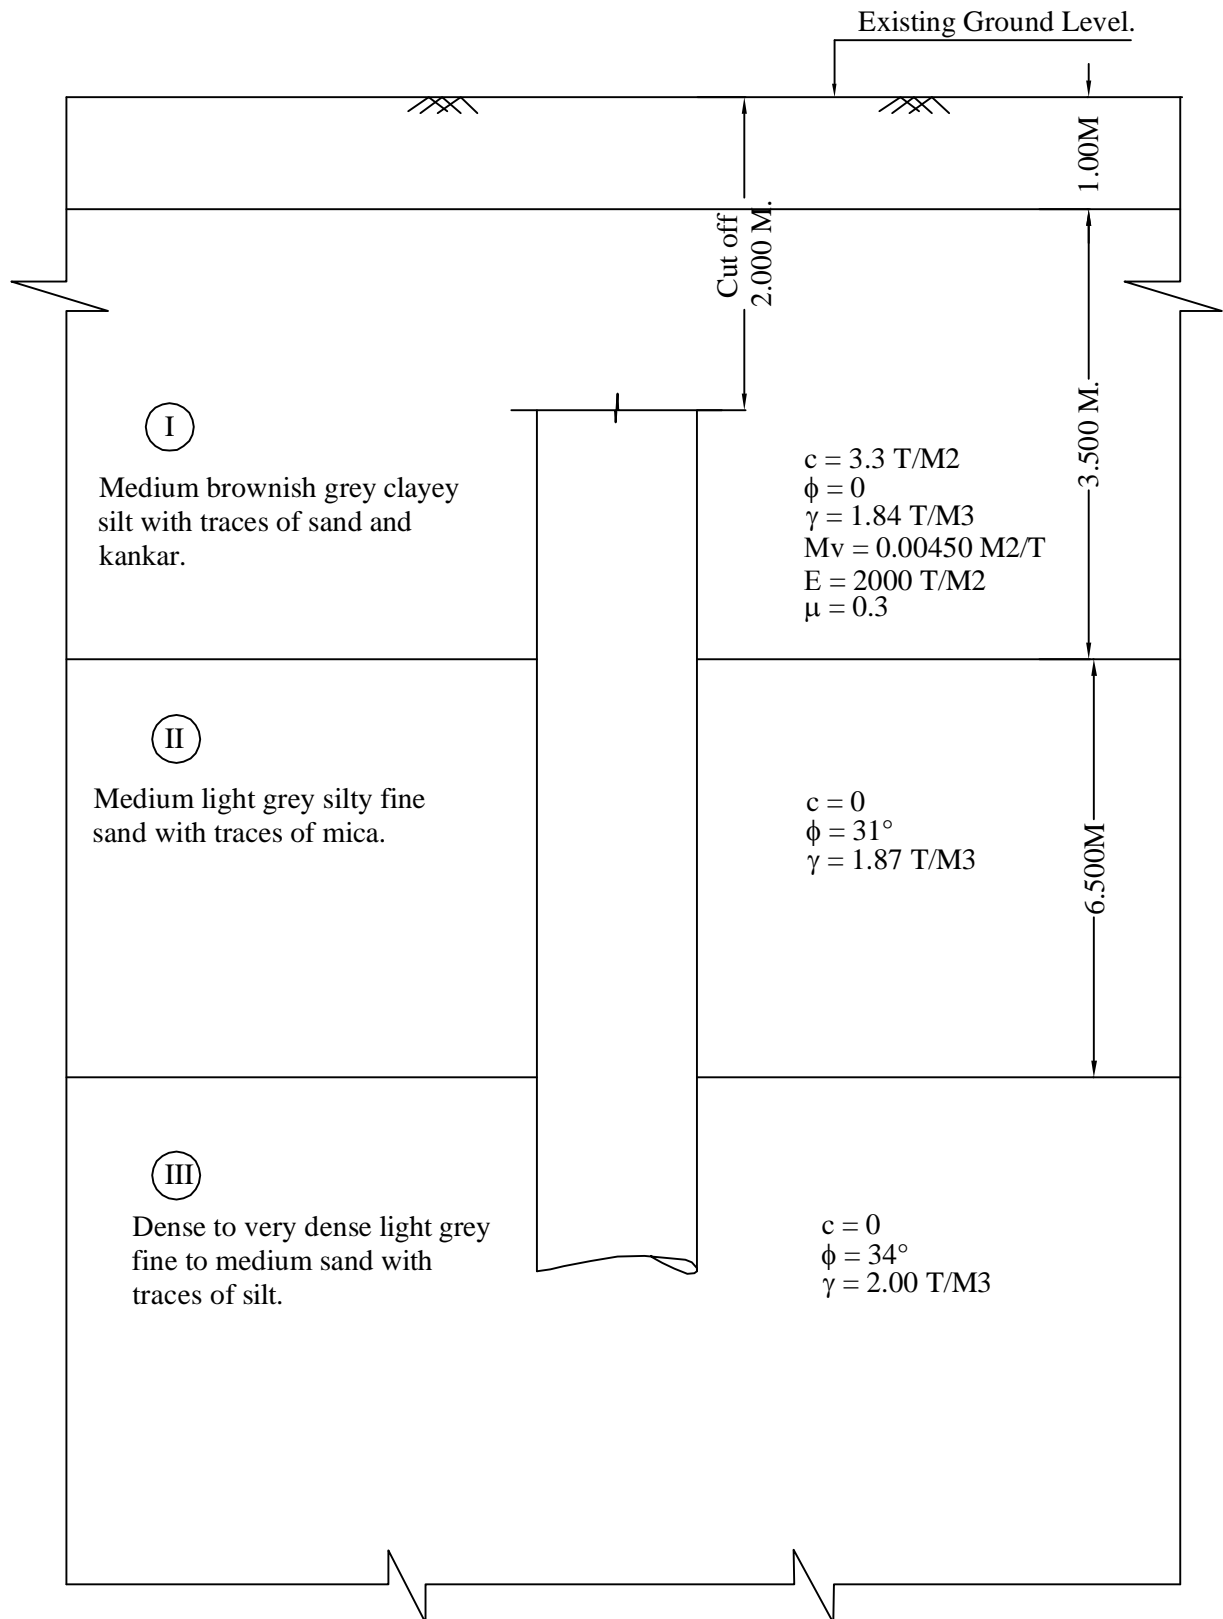 Existing Ground Level.
1.00M
Cut off
2.000 M.
3.500 M.
I
Medium brownish grey clayey
silt with traces of sand and
kankar.
c = 3.3 T/M2
ϕ = 0
γ = 1.84 T/M3
Mv = 0.00450 M2/T
E = 2000 T/M2
μ = 0.3
II
Medium light grey silty fine
sand with traces of mica.
c = 0
ϕ = 31°
γ = 1.87 T/M3
6.500M
III
Dense to very dense light grey
fine to medium sand with
traces of silt.
c = 0
ϕ = 34°
γ = 2.00 T/M3